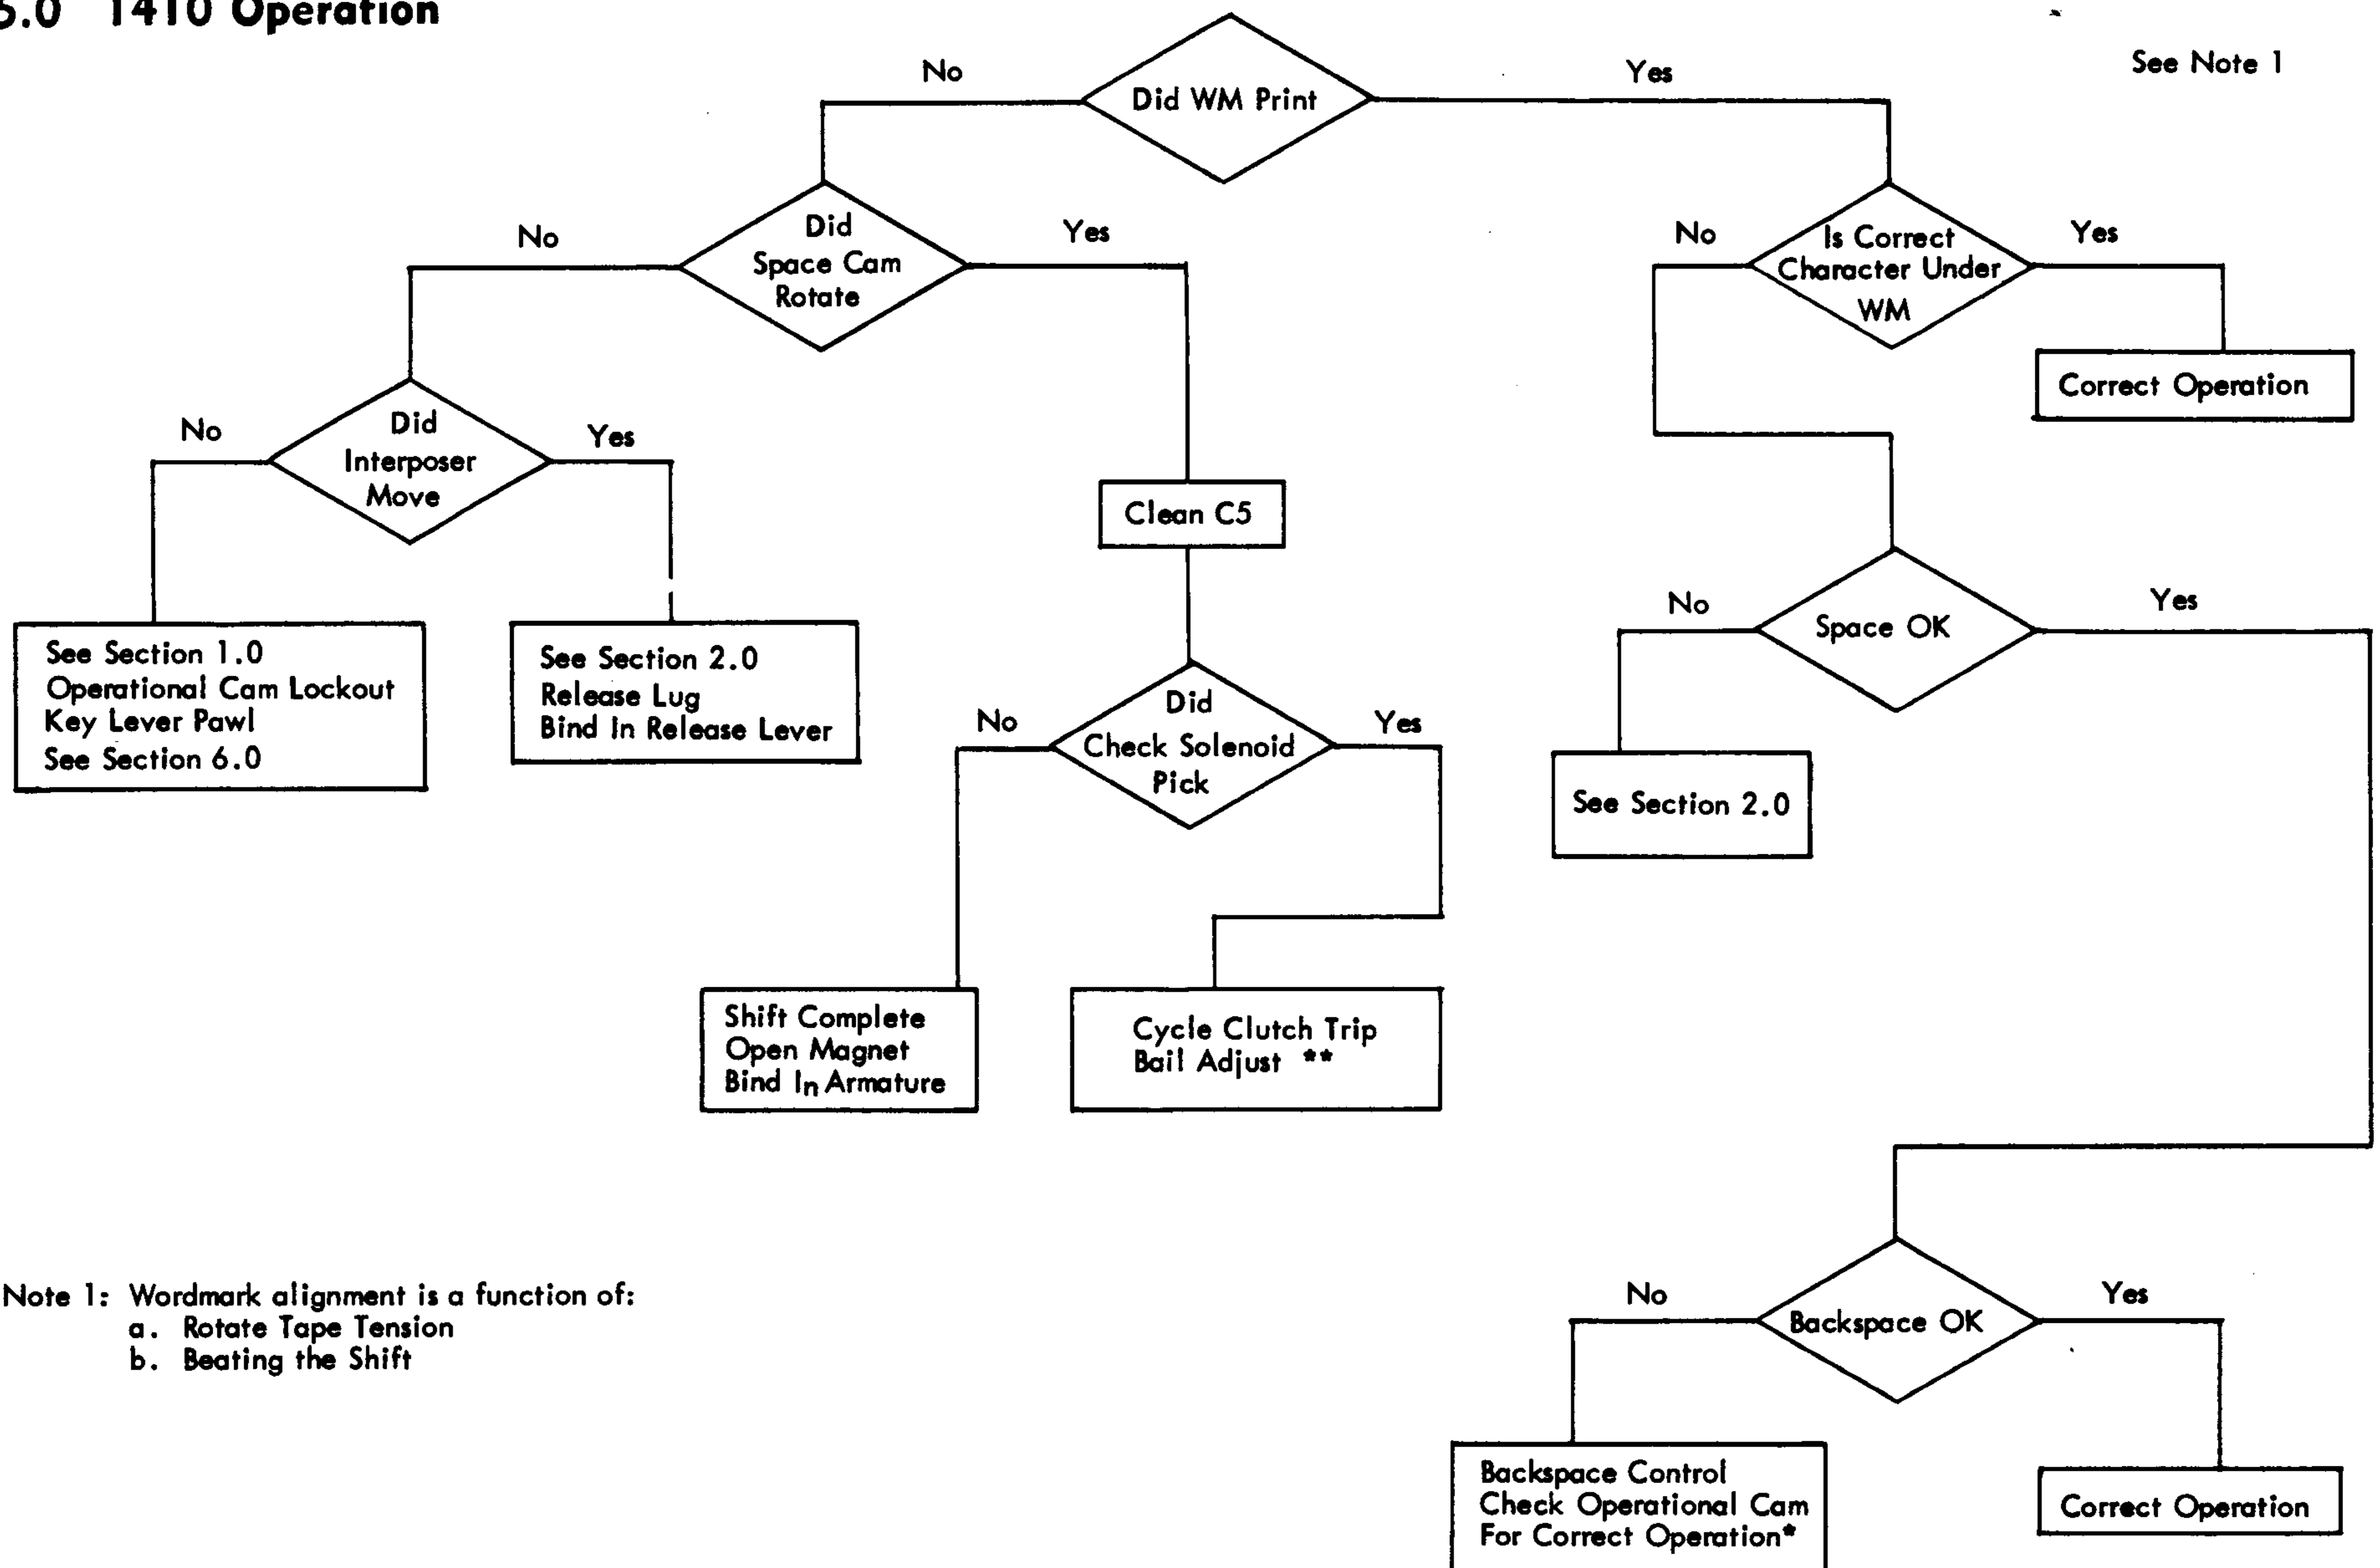 5.0 1410 Operation
See Note 1
No
Did WM Print
Yes
No
Did
Space Cam
Rotate
Yes
No
Is Correct
Character Under
WM
Yes
Correct Operation
No
Did
Interposer
Move
Yes
Clean C5
See Section 1.0
Operational Cam Lockout
Key Lever Pawl
See Section 6.0
See Section 2.0
Release Lug
Bind In Release Lever
No
Did
Check Solenoid
Pick
Yes
No
Space OK
Yes
See Section 2.0
Shift Complete
Open Magnet
Bind In Armature
Cycle Clutch Trip
Bail Adjust **
No
Backspace OK
Yes
Backspace Control
Check Operational Cam
For Correct Operation*
Correct Operation
Note 1: Wordmark alignment is a function of:
a. Rotate Tape Tension
b. Beating the Shift